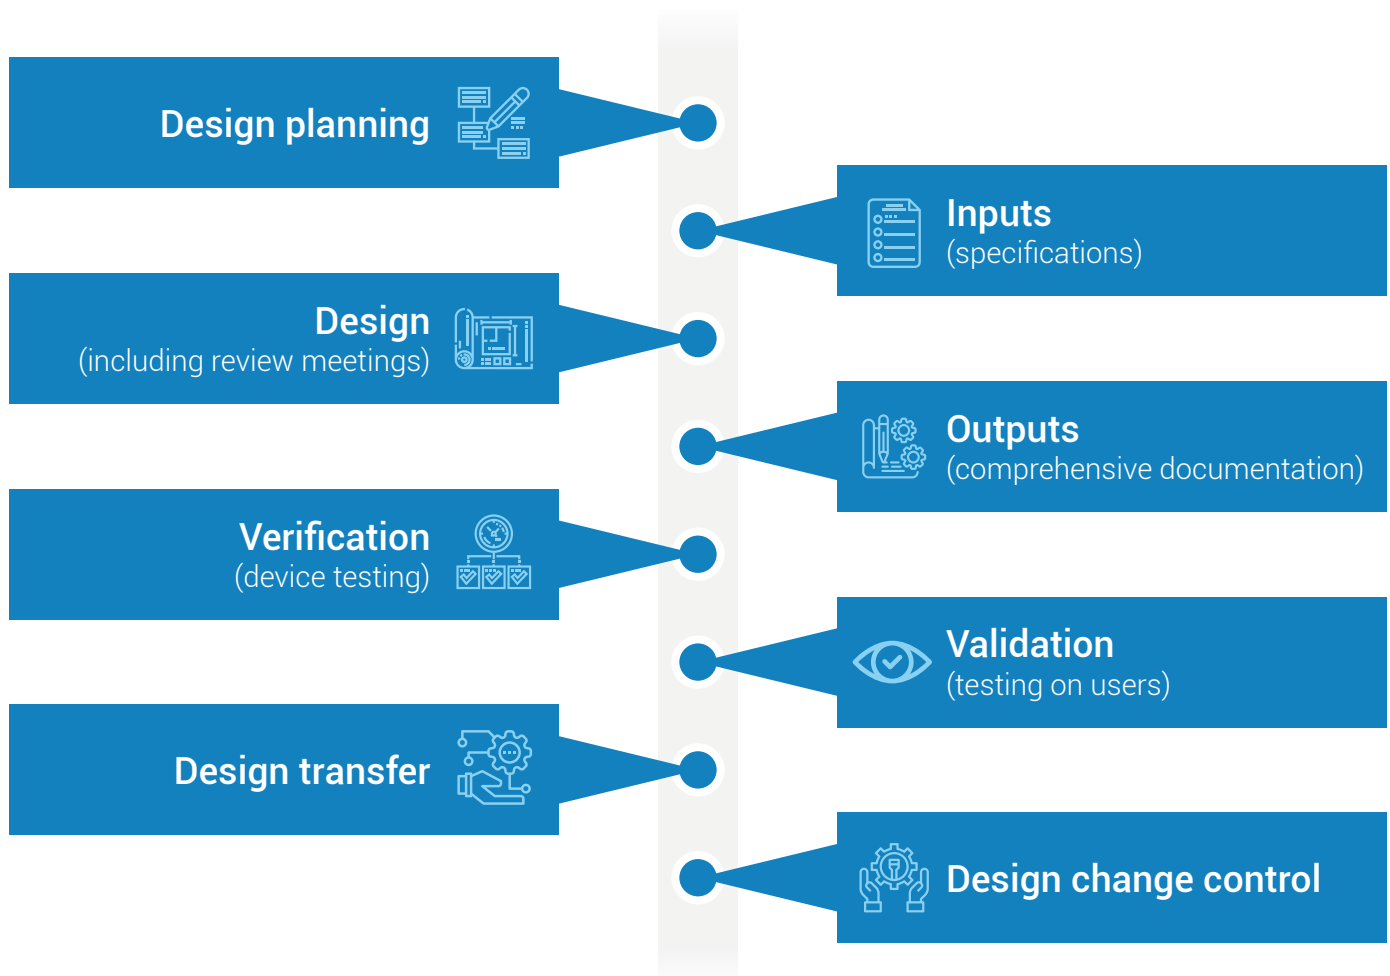 Design planning
Inputs
(specifications)
Design
(including review meetings)
Outputs
(comprehensive documentation)
Verification
(device testing)
Validation
(testing on users)
Design transfer
Design change control